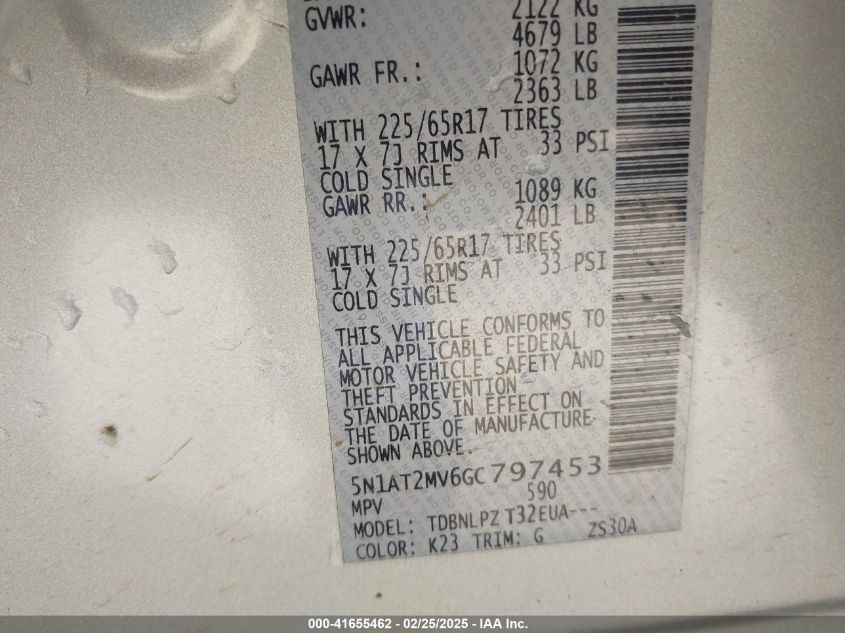 GVWR: 2122 KG
4679 LB
GAWR FR.: 1072 KG
2363 LB
WITH 225/65R17 TIRES
17 X 7J RIMS AT 33 PSI
COLD SINGLE
GAWR RR.: 1089 KG
2401 LB
WITH 225/65R17 TIRES
17 X 7J RIMS AT 33 PSI
COLD SINGLE
THIS VEHICLE CONFORMS TO
ALL APPLICABLE FEDERAL
MOTOR VEHICLE SAFETY AND
THEFT PREVENTION
STANDARDS IN EFFECT ON
THE DATE OF MANUFACTURE
SHOWN ABOVE.
5N1AT2MV6GC797453
MPV 590
MODEL: TDBNLPZ T32EUA---
COLOR: K23 TRIM: G ZS30A
000-41655462 - 02/25/2025 - IAA Inc.